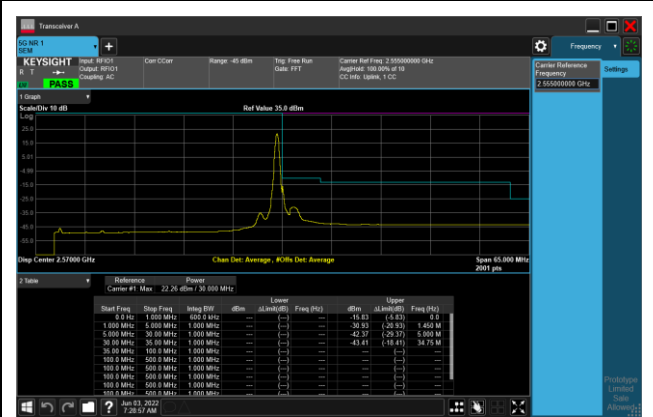 Transceiver A
5G NR 1
SEM
Frequency
KEYSIGHT
Input: RFIO1
Output: RFIO1
Coupling: AC
Corr CCorr
Range: -45 dBm
Trig: Free Run
Gate: FFT
Carrier Ref Freq: 2.555000000 GHz
Avg|Hold: 100.00% of 10
CC Info: Uplink, 1 CC
R T
PASS
Carrier Reference
Frequency
2.555000000 GHz
Settings
1 Graph
Scale/Div 10 dB
Ref Value 35.0 dBm
Log
25.0
15.0
5.01
-4.99
-15.0
-25.0
-35.0
-45.0
-55.0
Disp Center 2.57000 GHz
Chan Det: Average , #Offs Det: Average
Span 65.000 MHz
2001 pts
2 Table
Reference Power
Carrier #1 Max 22.26 dBm / 30.000 MHz
Lower Upper
Start Freq Stop Freq Integ BW dBm ΔLimit(dB) Freq (Hz) dBm ΔLimit(dB) Freq (Hz)
0.0 Hz 1.000 MHz 600.0 kHz --- (---) --- -15.83 (-5.83) 0.0
1.000 MHz 5.000 MHz 1.000 MHz --- (---) --- -30.93 (-20.93) 1.450 M
5.000 MHz 30.00 MHz 1.000 MHz --- (---) --- -42.37 (-29.37) 5.000 M
30.00 MHz 35.00 MHz 1.000 MHz --- (---) --- -43.41 (-18.41) 34.75 M
35.00 MHz 100.0 MHz 1.000 MHz --- (---) --- --- (---) ---
100.0 MHz 500.0 MHz 1.000 MHz --- (---) --- --- (---) ---
100.0 MHz 500.0 MHz 1.000 MHz --- (---) --- --- (---) ---
100.0 MHz 500.0 MHz 1.000 MHz --- (---) --- --- (---) ---
100.0 MHz 500.0 MHz 1.000 MHz --- (---) --- --- (---) ---
100.0 MHz 500.0 MHz 1.000 MHz --- (---) --- --- (---) ---
Jun 03, 2022
7:28:57 AM
Prototype
Limited
Sale
Allowed